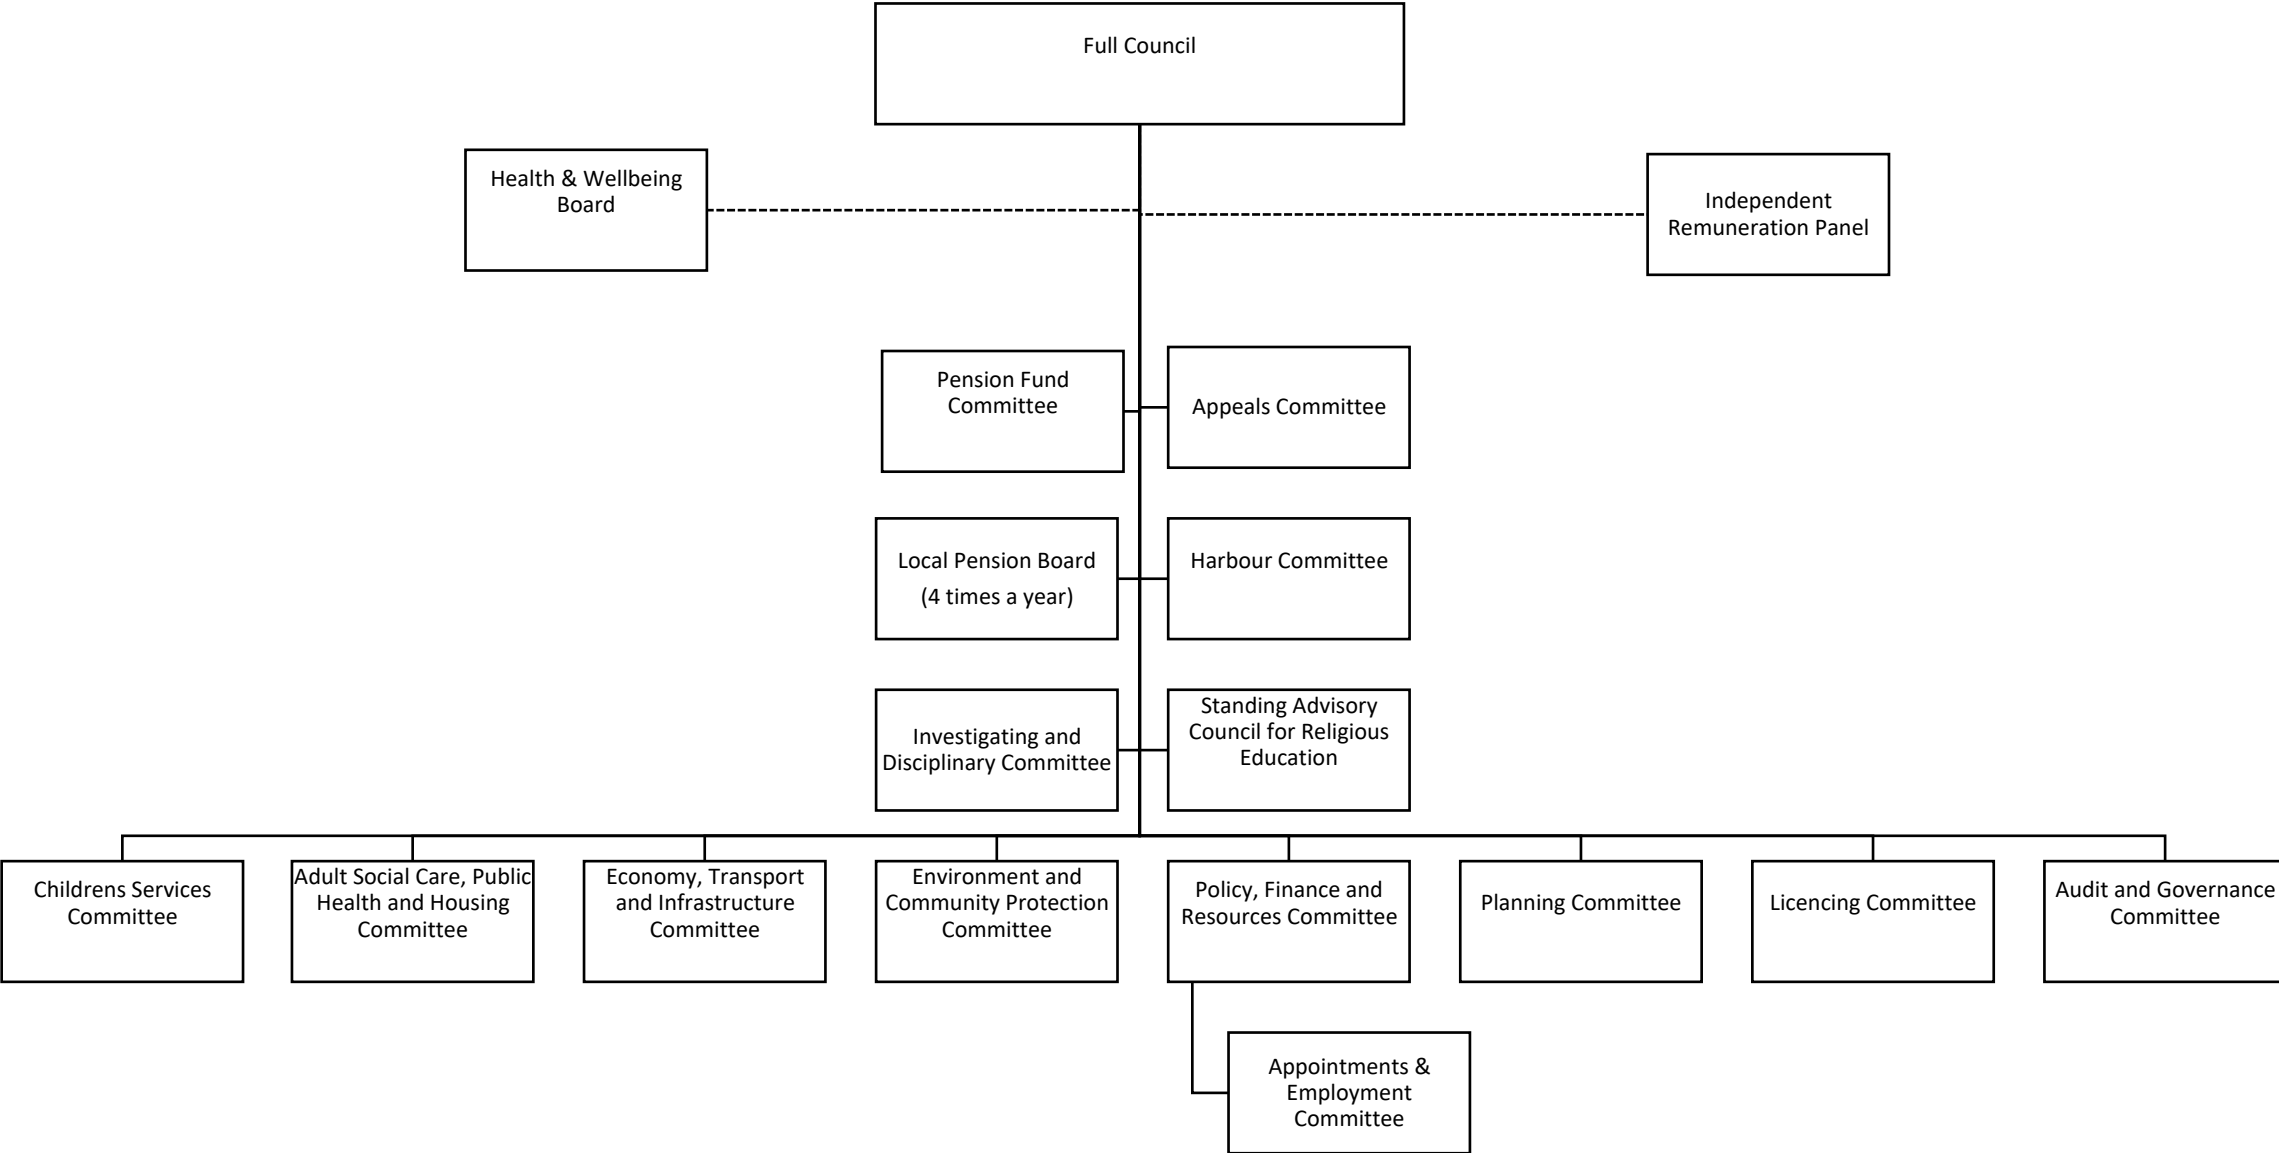 Full Council
Health & Wellbeing
Board
Independent
Remuneration Panel
Pension Fund
Committee
Appeals Committee
Local Pension Board
(4 times a year)
Harbour Committee
Investigating and
Disciplinary Committee
Standing Advisory
Council for Religious
Education
Childrens Services
Committee
Adult Social Care, Public
Health and Housing
Committee
Economy, Transport
and Infrastructure
Committee
Environment and
Community Protection
Committee
Policy, Finance and
Resources Committee
Planning Committee
Licencing Committee
Audit and Governance
Committee
Appointments &
Employment
Committee